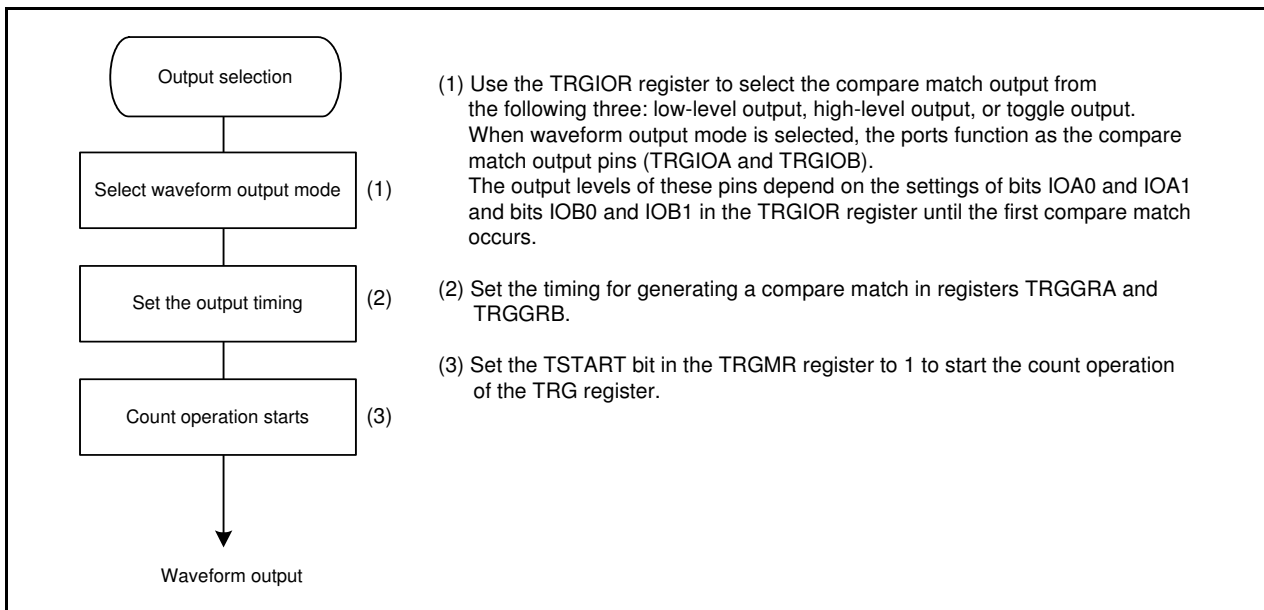 Output selection
Select waveform output mode
(1)
Set the output timing
(2)
Count operation starts
(3)
Waveform output
(1) Use the TRGIOR register to select the compare match output from
the following three: low-level output, high-level output, or toggle output.
When waveform output mode is selected, the ports function as the compare
match output pins (TRGIOA and TRGIOB).
The output levels of these pins depend on the settings of bits IOA0 and IOA1
and bits IOB0 and IOB1 in the TRGIOR register until the first compare match
occurs.
(2) Set the timing for generating a compare match in registers TRGGRA and
TRGGRB.
(3) Set the TSTART bit in the TRGMR register to 1 to start the count operation
of the TRG register.